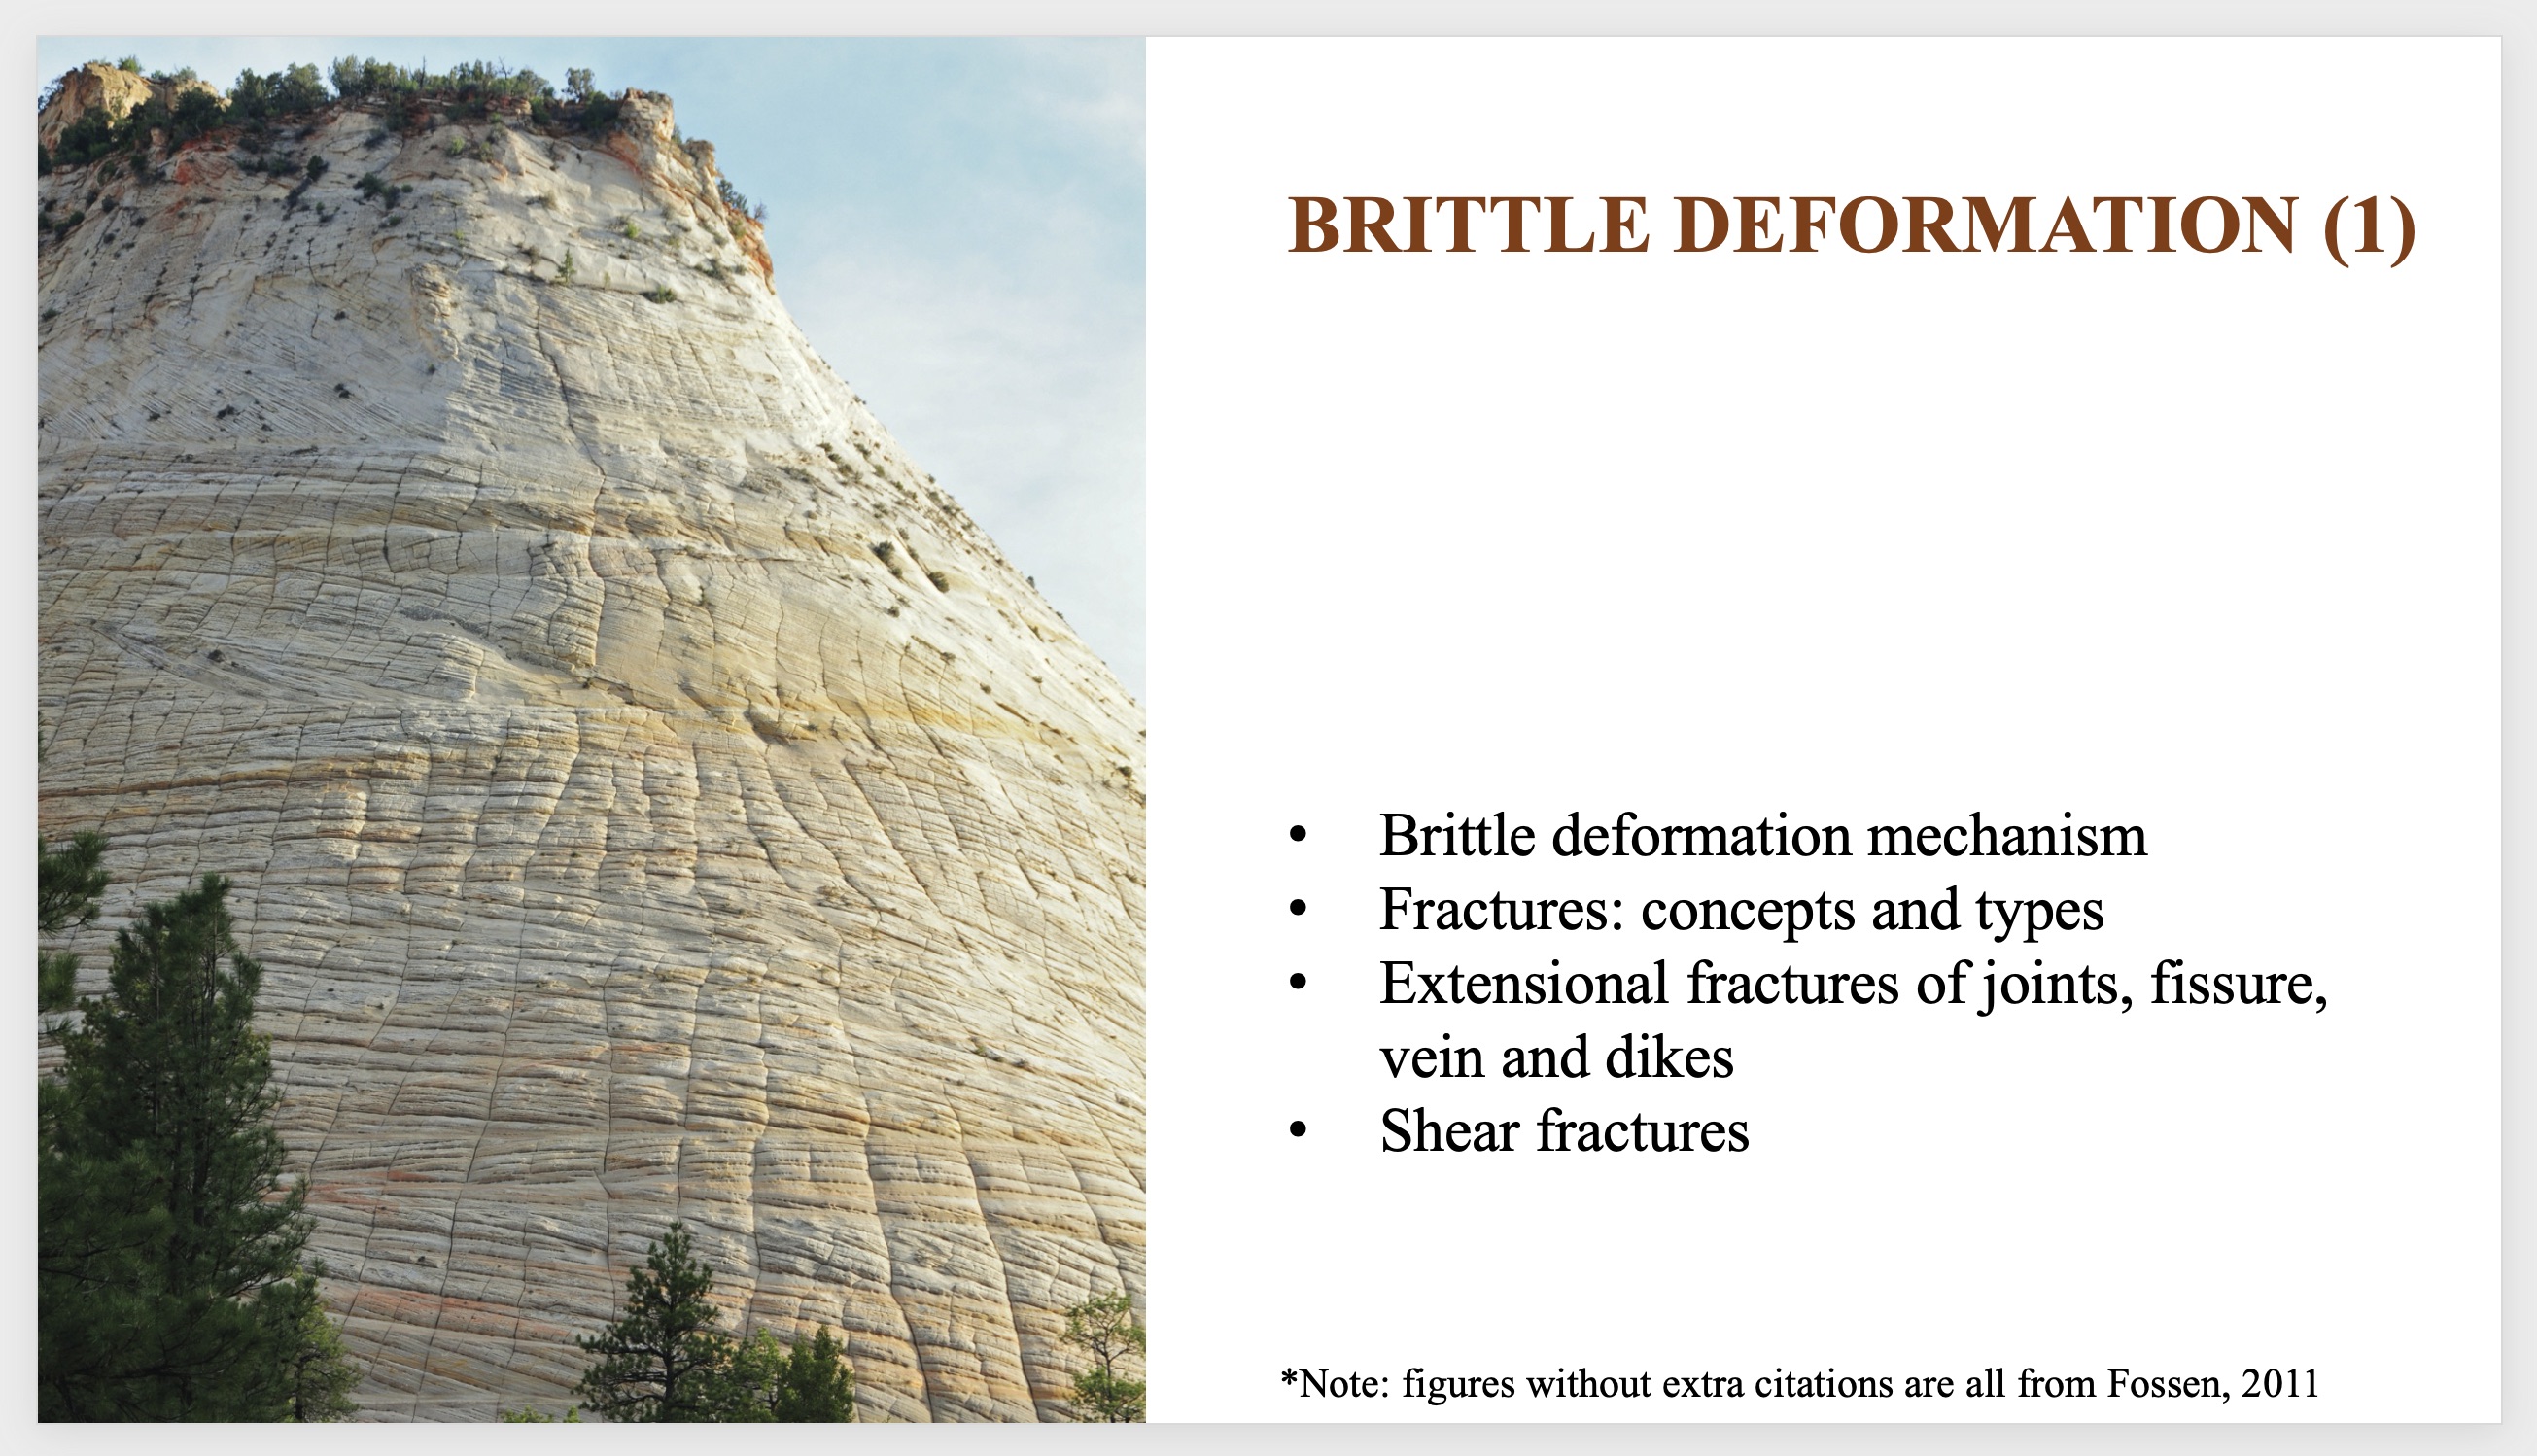 BRITTLE DEFORMATION (1)
• Brittle deformation mechanism
• Fractures: concepts and types
• Extensional fractures of joints, fissure,
vein and dikes
• Shear fractures
*Note: figures without extra citations are all from Fossen, 2011